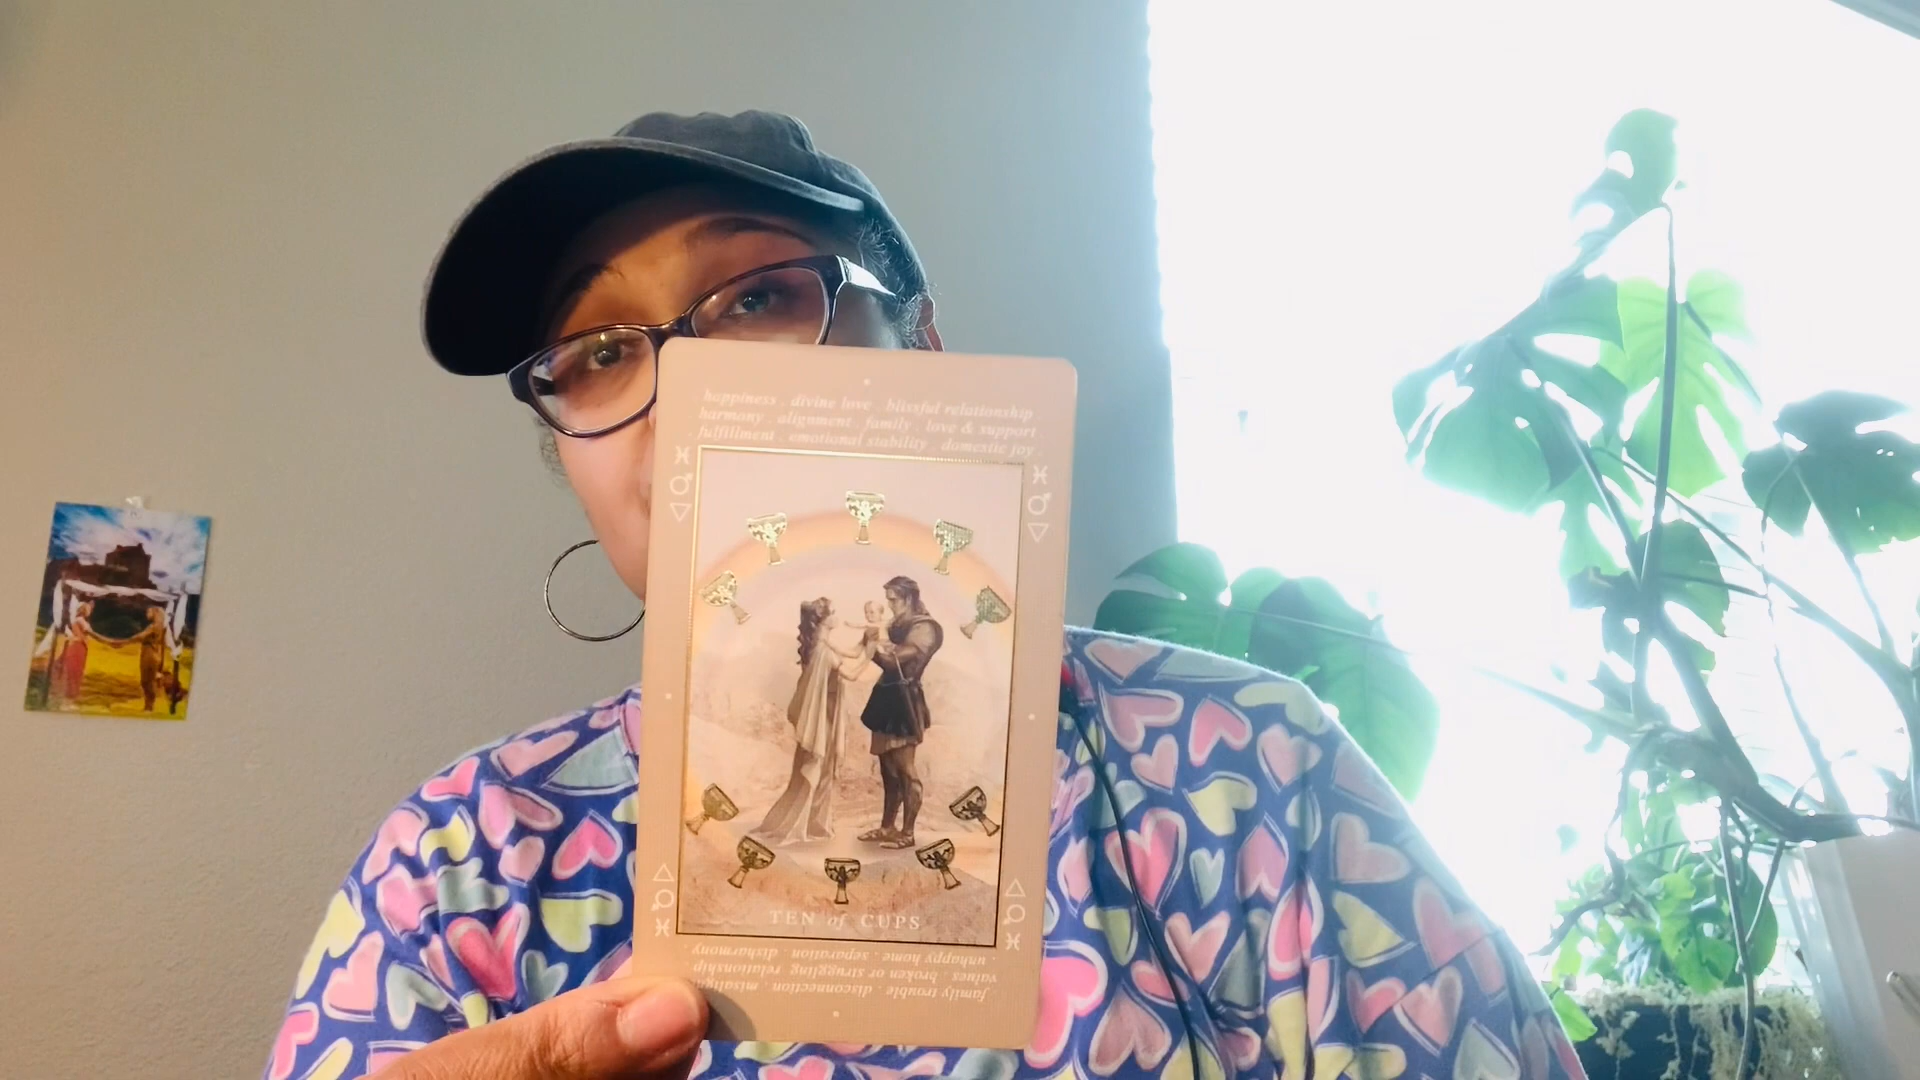 happiness . divine love . blissful relationship
harmony . alignment . family . love & support
fulfillment . emotional stability . domestic joy .
TEN of CUPS
family trouble . disconnection .
values . broken or struggling relationship
. unhappy home . separation disharmony .